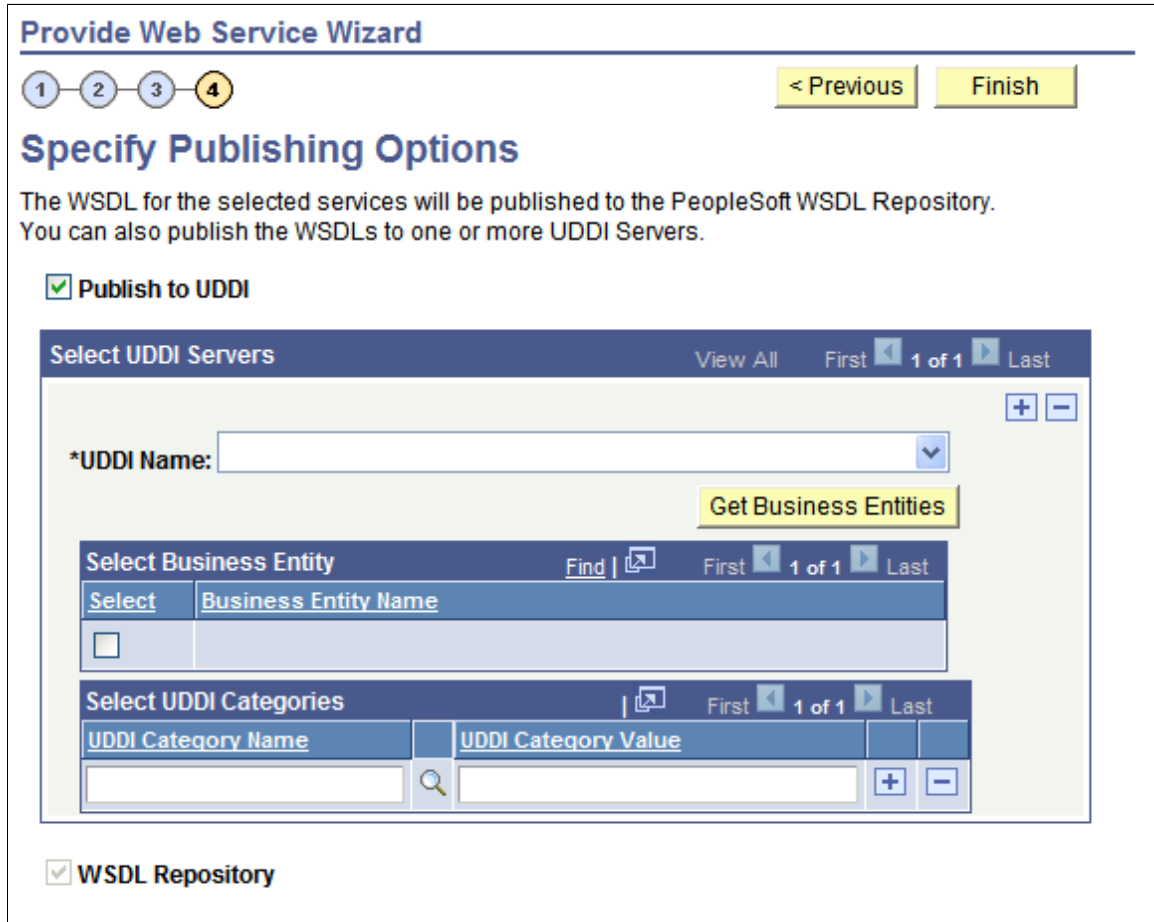 Provide Web Service Wizard
1 2 3 4 < Previous Finish
Specify Publishing Options
The WSDL for the selected services will be published to the PeopleSoft WSDL Repository.
You can also publish the WSDLs to one or more UDDI Servers.
Publish to UDDI
Select UDDI Servers View All First 1 of 1 Last
*UDDI Name:
Get Business Entities
Select Business Entity Find | First 1 of 1 Last
Select Business Entity Name
Select UDDI Categories | First 1 of 1 Last
UDDI Category Name UDDI Category Value
WSDL Repository